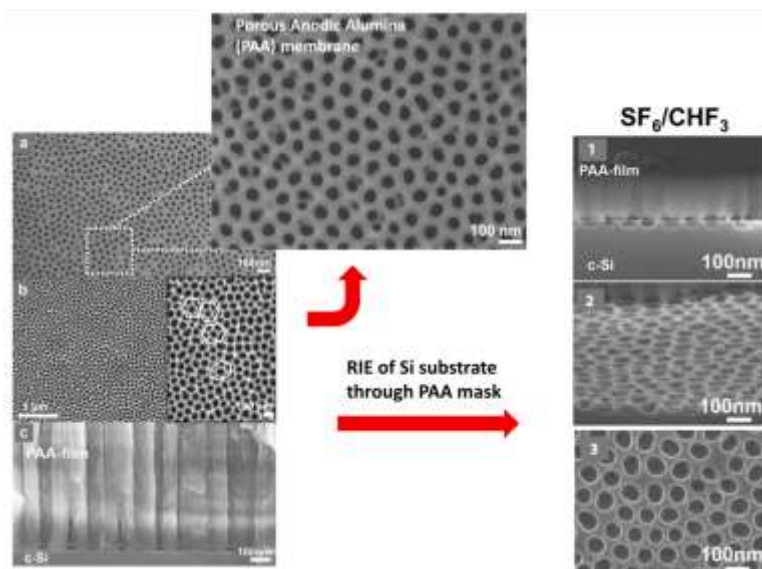 Porous Anodic Alumina
(PAA) membrane
100 nm
a
b
c
PAA-film
c-Si
RIE of Si substrate
through PAA mask
SF6/CHF3
1
PAA-film
c-Si
100nm
2
100nm
3
100nm